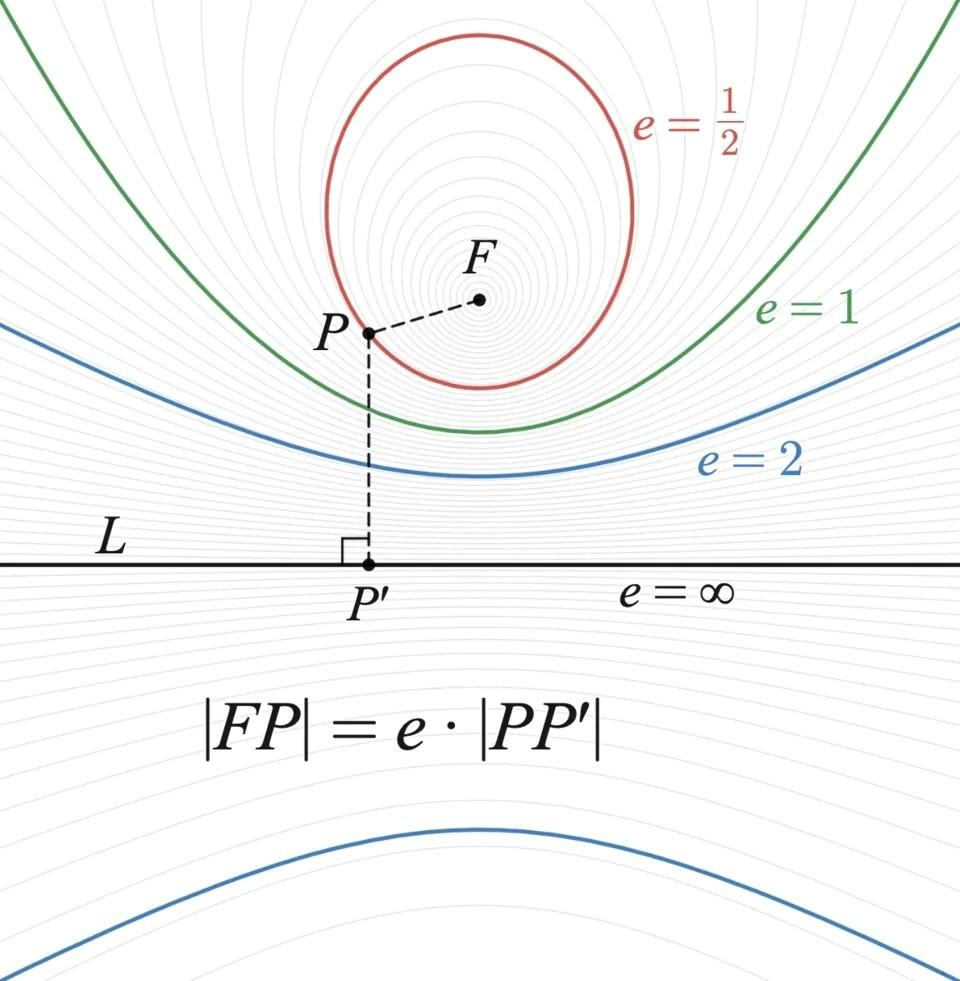 e = 1/2
F
P
e = 1
e = 2
L
P′
e = ∞
|FP| = e · |PP′|